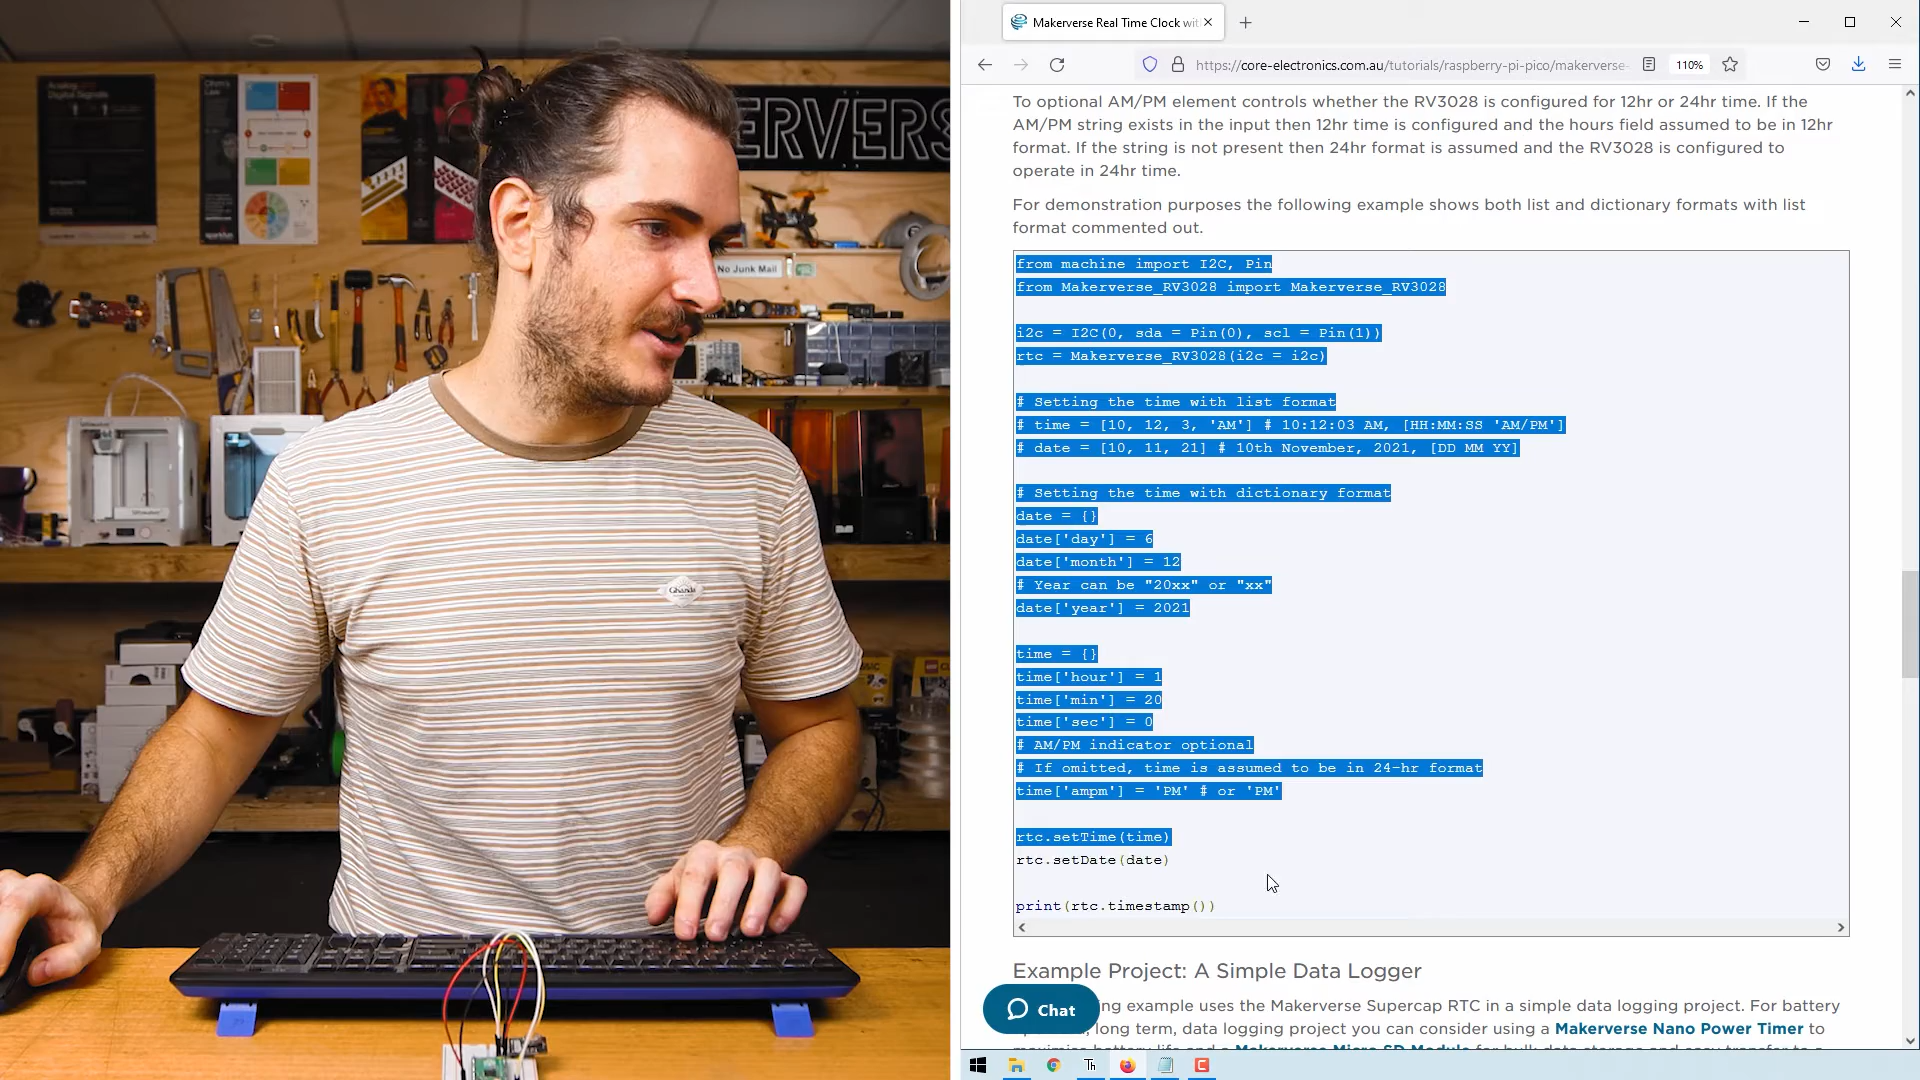 Makerverse Real Time Clock wit
https://core-electronics.com.au/tutorials/raspberry-pi-pico/makerverse-
110%
To optional AM/PM element controls whether the RV3028 is configured for 12hr or 24hr time. If the
AM/PM string exists in the input then 12hr time is configured and the hours field assumed to be in 12hr
format. If the string is not present then 24hr format is assumed and the RV3028 is configured to
operate in 24hr time.
For demonstration purposes the following example shows both list and dictionary formats with list
format commented out.
from machine import I2C, Pin
from Makerverse_RV3028 import Makerverse_RV3028
i2c = I2C(0, sda = Pin(0), scl = Pin(1))
rtc = Makerverse_RV3028(i2c = i2c)
# Setting the time with list format
# time = [10, 12, 3, 'AM'] # 10:12:03 AM, [HH:MM:SS 'AM/PM']
# date = [10, 11, 21] # 10th November, 2021, [DD MM YY]
# Setting the time with dictionary format
date = {}
date['day'] = 6
date['month'] = 12
# Year can be "20xx" or "xx"
date['year'] = 2021
time = {}
time['hour'] = 1
time['min'] = 20
time['sec'] = 0
# AM/PM indicator optional
# If omitted, time is assumed to be in 24-hr format
time['ampm'] = 'PM' # or 'PM'
rtc.setTime(time)
rtc.setDate(date)
print(rtc.timestamp())
Example Project: A Simple Data Logger
ing example uses the Makerverse Supercap RTC in a simple data logging project. For battery
, long term, data logging project you can consider using a Makerverse Nano Power Timer to
Chat
Th
Analog
Digital Signals
Ohm's
Law
ERVERS
No Junk Mail
Ghanda